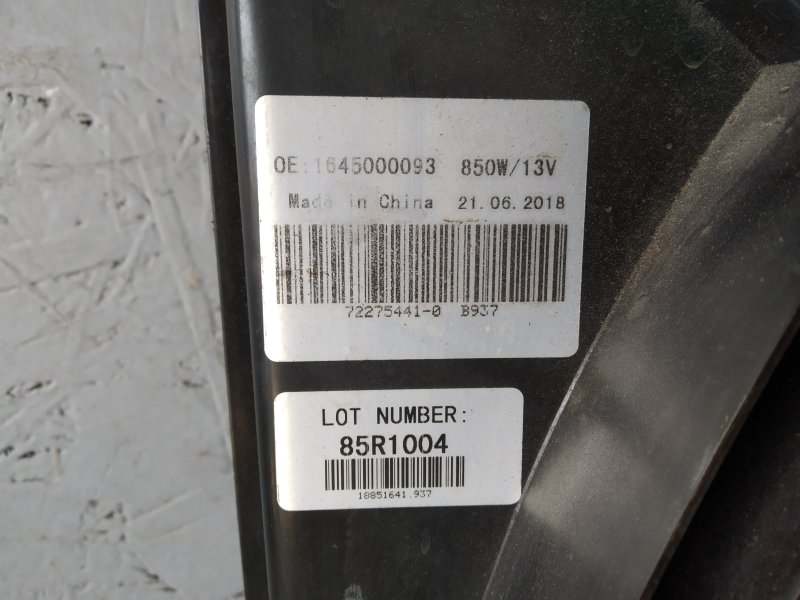 OE:1645000093 850W/13V
Made in China 21.06.2018
72275441-0 B937
LOT NUMBER:
85R1004
18851641.937